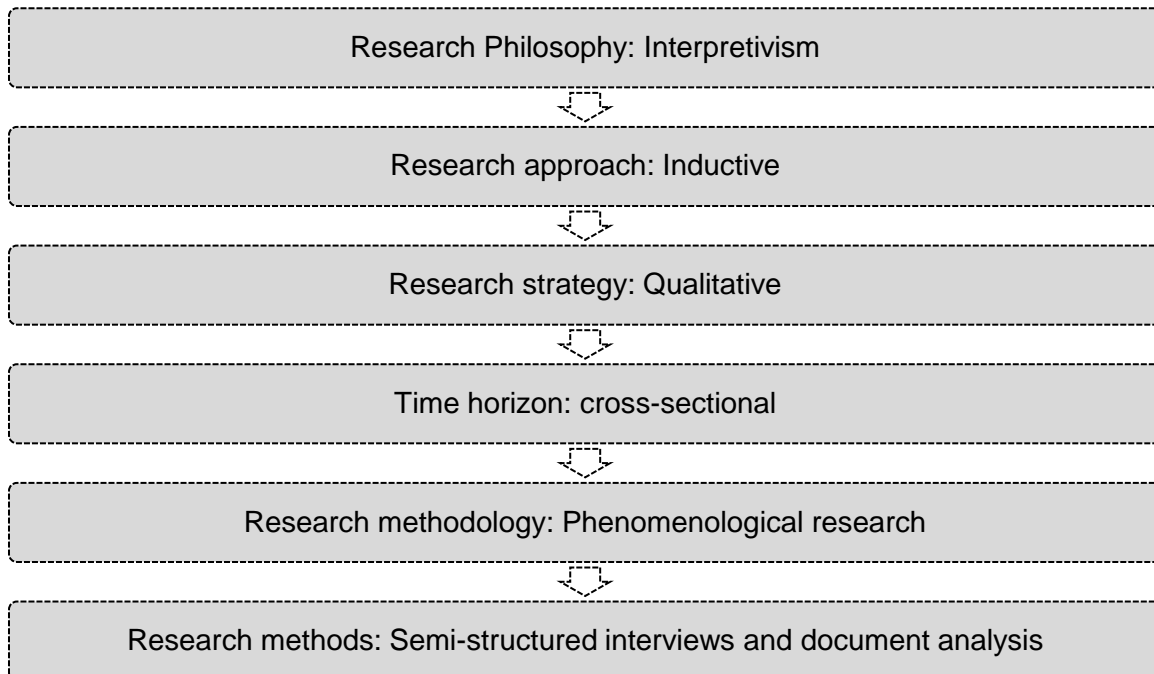 Research Philosophy: Interpretivism
Research approach: Inductive
Research strategy: Qualitative
Time horizon: cross-sectional
Research methodology: Phenomenological research
Research methods: Semi-structured interviews and document analysis